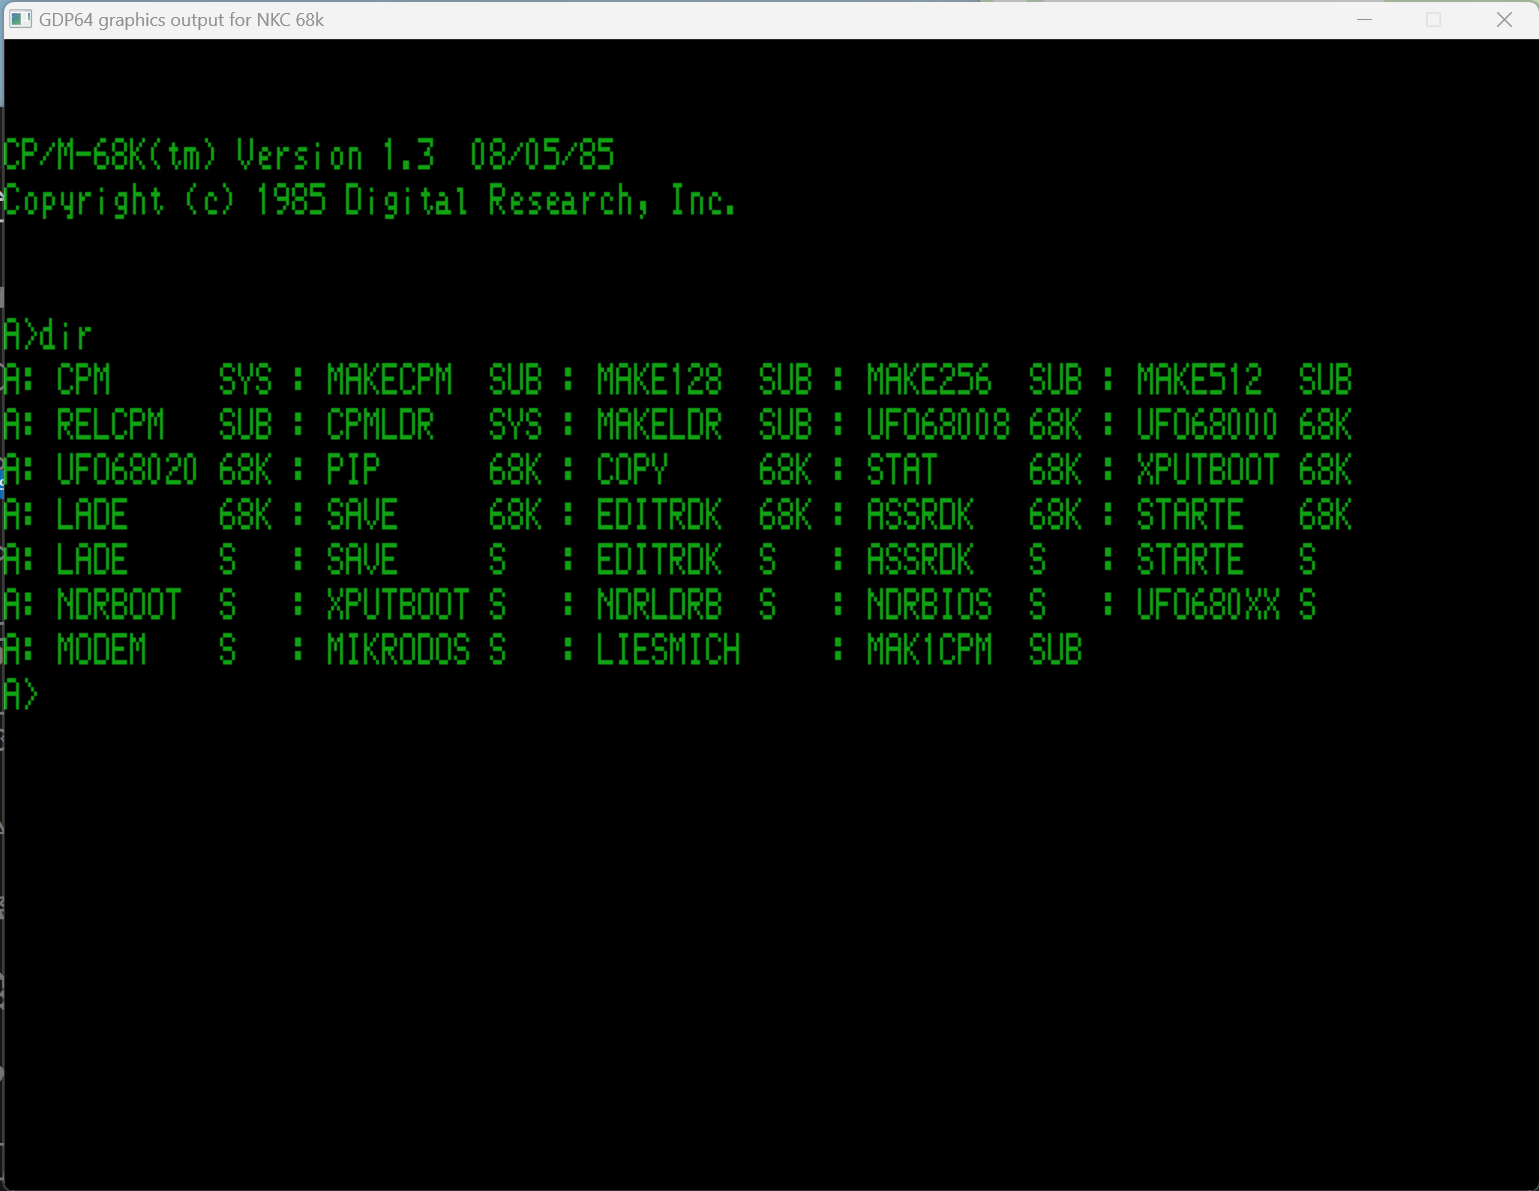 GDP64 graphics output for NKC 68k
CP/M-68K(tm) Version 1.3  08/05/85
Copyright (c) 1985 Digital Research, Inc.
A>dir
A: CPM      SYS : MAKECPM  SUB : MAKE128  SUB : MAKE256  SUB : MAKE512  SUB
A: RELCPM   SUB : CPMLDR   SYS : MAKELDR  SUB : UFO68008 68K : UFO68000 68K
A: UFO68020 68K : PIP      68K : COPY     68K : STAT     68K : XPUTBOOT 68K
A: LADE     68K : SAVE     68K : EDITRDK  68K : ASSRDK   68K : STARTE   68K
A: LADE     S   : SAVE     S   : EDITRDK  S   : ASSRDK   S   : STARTE   S
A: NDRBOOT  S   : XPUTBOOT S   : NDRLDRB  S   : NDRBIOS  S   : UFO680XX S
A: MODEM    S   : MIKRODOS S   : LIESMICH     : MAK1CPM  SUB
A>